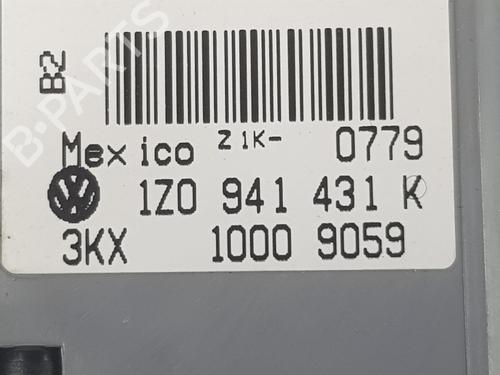 B2
Mexico Z1K- 0779
1Z0 941 431 K
3KX 1000 9059
B-PARTS